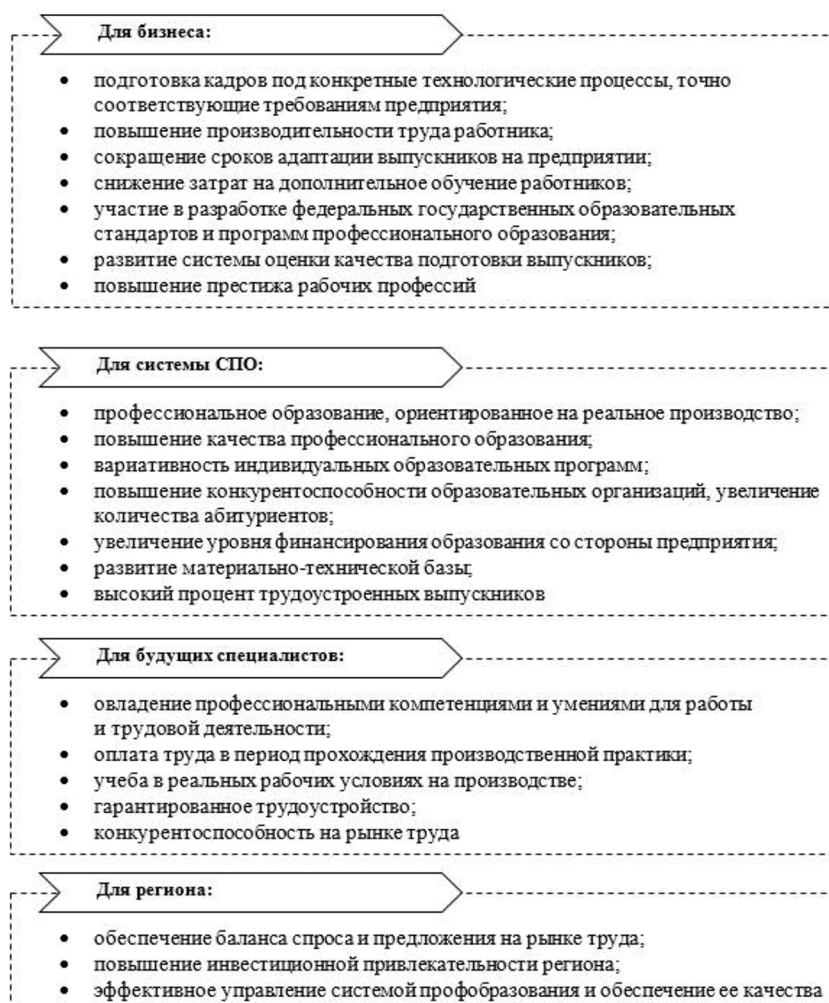 Для бизнеса:
• подготовка кадров под конкретные технологические процессы, точно
соответствующие требованиям предприятия;
• повышение производительности труда работника;
• сокращение сроков адаптации выпускников на предприятии;
• снижение затрат на дополнительное обучение работников;
• участие в разработке федеральных государственных образовательных
стандартов и программ профессионального образования;
• развитие системы оценки качества подготовки выпускников;
• повышение престижа рабочих профессий
Для системы СПО:
• профессиональное образование, ориентированное на реальное производство;
• повышение качества профессионального образования;
• вариативность индивидуальных образовательных программ;
• повышение конкурентоспособности образовательных организаций, увеличение
количества абитуриентов;
• увеличение уровня финансирования образования со стороны предприятия;
• развитие материально-технической базы;
• высокий процент трудоустроенных выпускников
Для будущих специалистов:
• овладение профессиональными компетенциями и умениями для работы
и трудовой деятельности;
• оплата труда в период прохождения производственной практики;
• учеба в реальных рабочих условиях на производстве;
• гарантированное трудоустройство;
• конкурентоспособность на рынке труда
Для региона:
• обеспечение баланса спроса и предложения на рынке труда;
• повышение инвестиционной привлекательности региона;
• эффективное управление системой профобразования и обеспечение ее качества